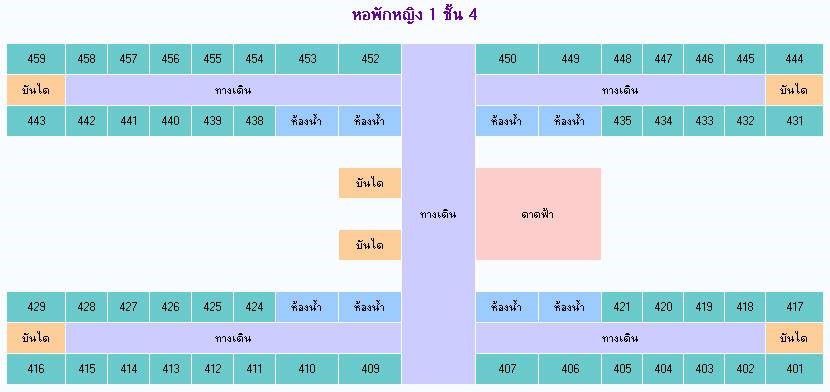 หอพักหญิง 1 ชั้น 4
459 458 457 456 455 454 453 452 450 449 448 447 446 445 444
บันได ทางเดิน ทางเดิน บันได
443 442 441 440 439 438 ห้องน้ำ ห้องน้ำ ห้องน้ำ ห้องน้ำ 435 434 433 432 431
บันได
ทางเดิน ดาดฟ้า
บันได
429 428 427 426 425 424 ห้องน้ำ ห้องน้ำ ห้องน้ำ ห้องน้ำ 421 420 419 418 417
บันได ทางเดิน ทางเดิน บันได
416 415 414 413 412 411 410 409 407 406 405 404 403 402 401